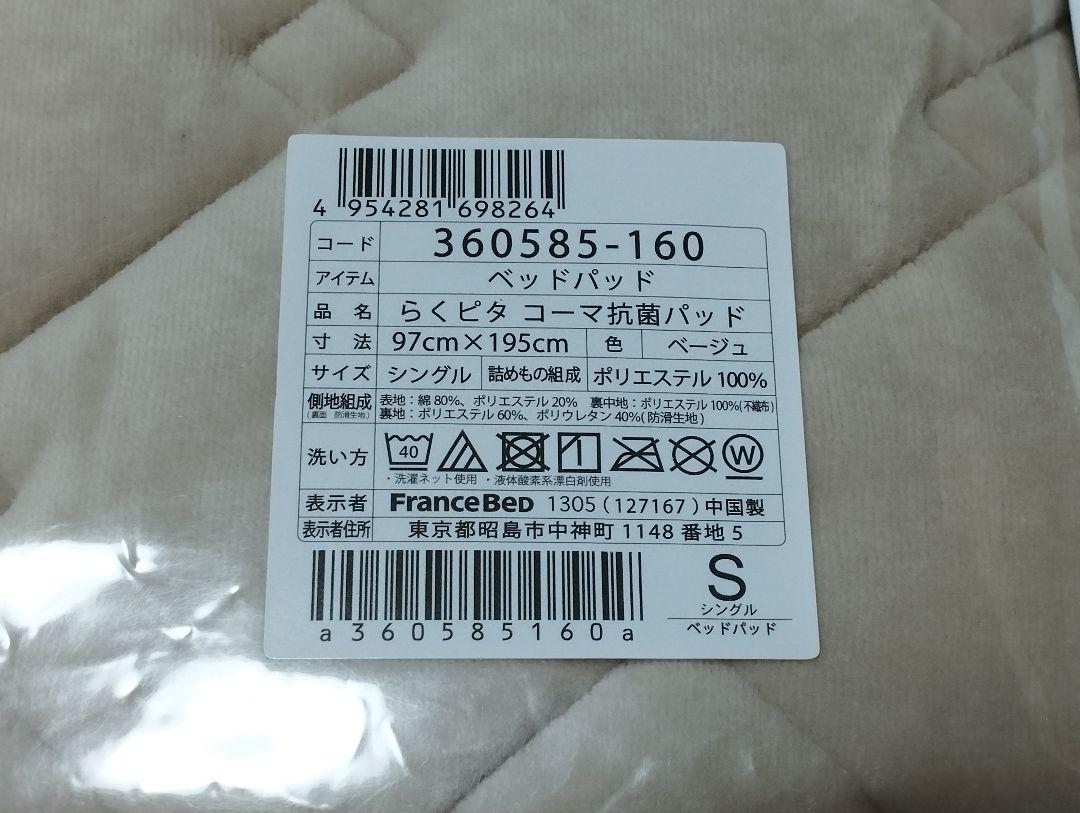 4 954281 698264
コード 360585-160
アイテム ベッドパッド
品名 らくピタ コーマ抗菌パッド
寸法 97cm×195cm 色 ベージュ
サイズ シングル 詰めもの組成 ポリエステル 100%
側地組成 表地：綿 80%、ポリエステル 20% 裏中地：ポリエステル 100%(不織布)
(裏面 防滑生地) 裏地：ポリエステル 60%、ポリウレタン 40%(防滑生地)
洗い方 40 W
・洗濯ネット使用 ・液体酸素系漂白剤使用
表示者 FRANCEBED 1305 (127167) 中国製
表示者住所 東京都昭島市中神町 1148 番地 5
a360585160a
S
シングル
ベッドパッド